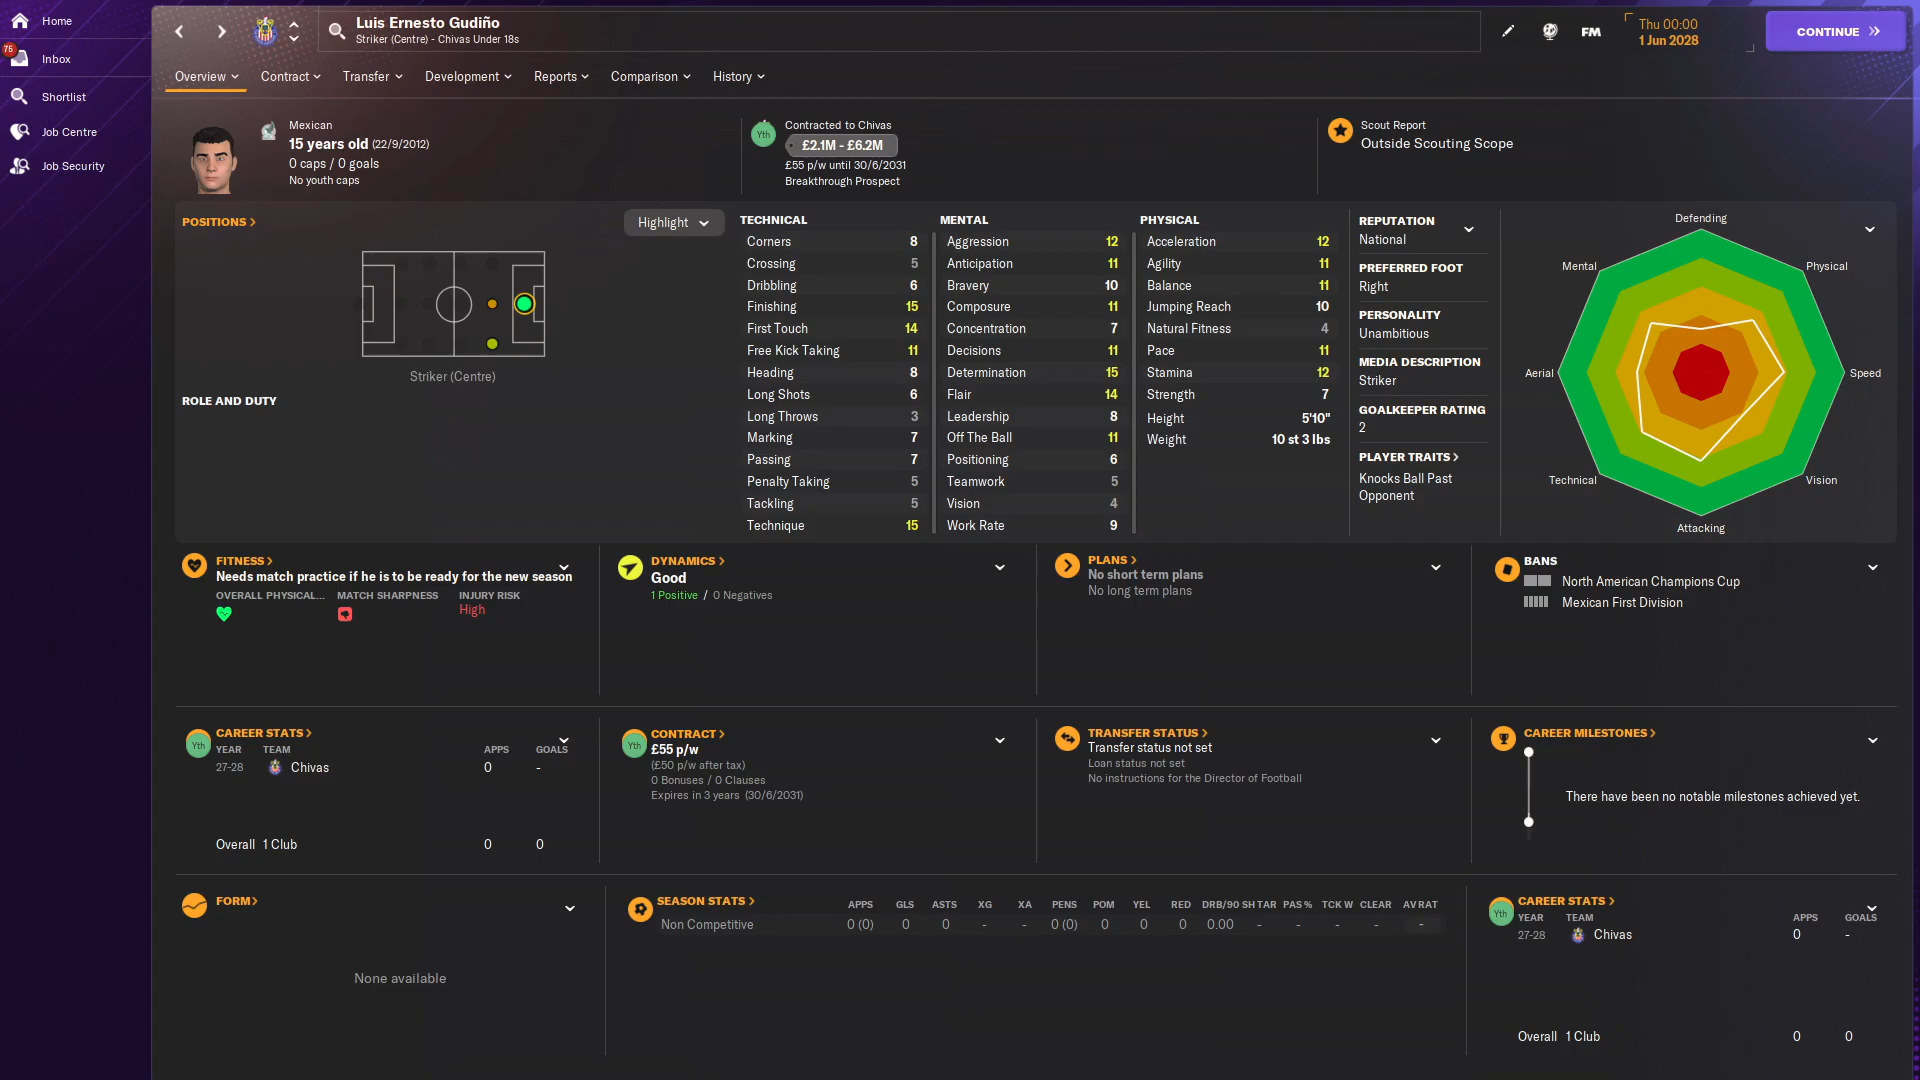 Home
75
Inbox
Shortlist
Job Centre
Job Security
Luis Ernesto Gudiño
Striker (Centre) - Chivas Under 18s
FM
Thu 00:00
1 Jun 2028
CONTINUE
Overview
Contract
Transfer
Development
Reports
Comparison
History
Mexican
15 years old (22/9/2012)
0 caps / 0 goals
No youth caps
Yth
Contracted to Chivas
£2.1M - £6.2M
£55 p/w until 30/6/2031
Breakthrough Prospect
Scout Report
Outside Scouting Scope
POSITIONS
Highlight
Striker (Centre)
ROLE AND DUTY
TECHNICAL
Corners 8
Crossing 5
Dribbling 6
Finishing 15
First Touch 14
Free Kick Taking 11
Heading 8
Long Shots 6
Long Throws 3
Marking 7
Passing 7
Penalty Taking 5
Tackling 5
Technique 15
MENTAL
Aggression 12
Anticipation 11
Bravery 10
Composure 11
Concentration 7
Decisions 11
Determination 15
Flair 14
Leadership 8
Off The Ball 11
Positioning 6
Teamwork 5
Vision 4
Work Rate 9
PHYSICAL
Acceleration 12
Agility 11
Balance 11
Jumping Reach 10
Natural Fitness 4
Pace 11
Stamina 12
Strength 7
Height 5'10"
Weight 10 st 3 lbs
REPUTATION
National
PREFERRED FOOT
Right
PERSONALITY
Unambitious
MEDIA DESCRIPTION
Striker
GOALKEEPER RATING
2
PLAYER TRAITS
Knocks Ball Past
Opponent
Defending
Mental
Physical
Aerial
Speed
Technical
Vision
Attacking
FITNESS
Needs match practice if he is to be ready for the new season
OVERALL PHYSICAL... MATCH SHARPNESS INJURY RISK
High
DYNAMICS
Good
1 Positive / 0 Negatives
PLANS
No short term plans
No long term plans
BANS
North American Champions Cup
Mexican First Division
Yth
CAREER STATS
YEAR TEAM APPS GOALS
27-28 Chivas 0 -
Overall 1 Club 0 0
Yth
CONTRACT
£55 p/w
(£50 p/w after tax)
0 Bonuses / 0 Clauses
Expires in 3 years (30/6/2031)
TRANSFER STATUS
Transfer status not set
Loan status not set
No instructions for the Director of Football
CAREER MILESTONES
There have been no notable milestones achieved yet.
FORM
None available
SEASON STATS APPS GLS ASTS XG XA PENS POM YEL RED DRB/90 SH TAR PAS % TCK W CLEAR AV RAT
Non Competitive 0 (0) 0 0 - - 0 (0) 0 0 0 0.00 - - - - -
Yth
CAREER STATS
YEAR TEAM APPS GOALS
27-28 Chivas 0 -
Overall 1 Club 0 0